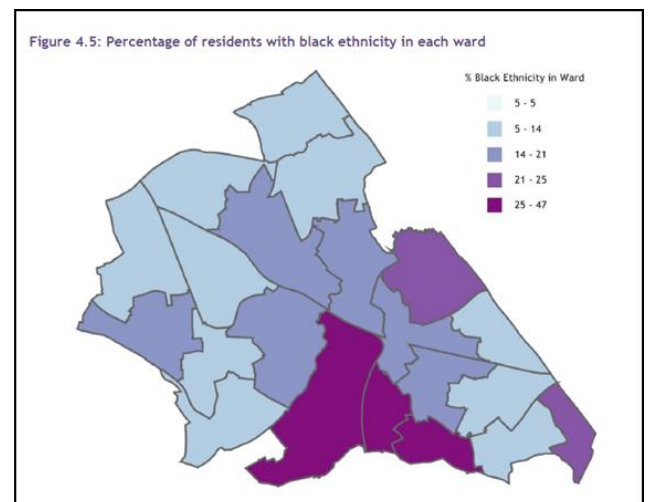 Figure 4.5: Percentage of residents with black ethnicity in each ward
% Black Ethnicity in Ward
5 - 5
5 - 14
14 - 21
21 - 25
25 - 47